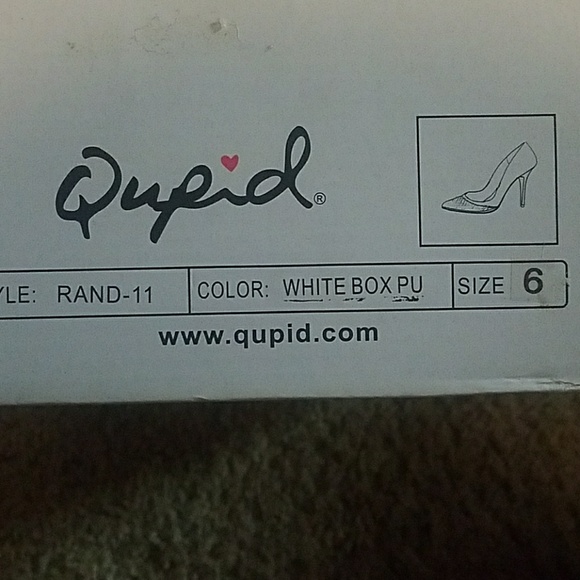 Qupid®
YLE: RAND-11 COLOR: WHITE BOX PU SIZE 6
www.qupid.com